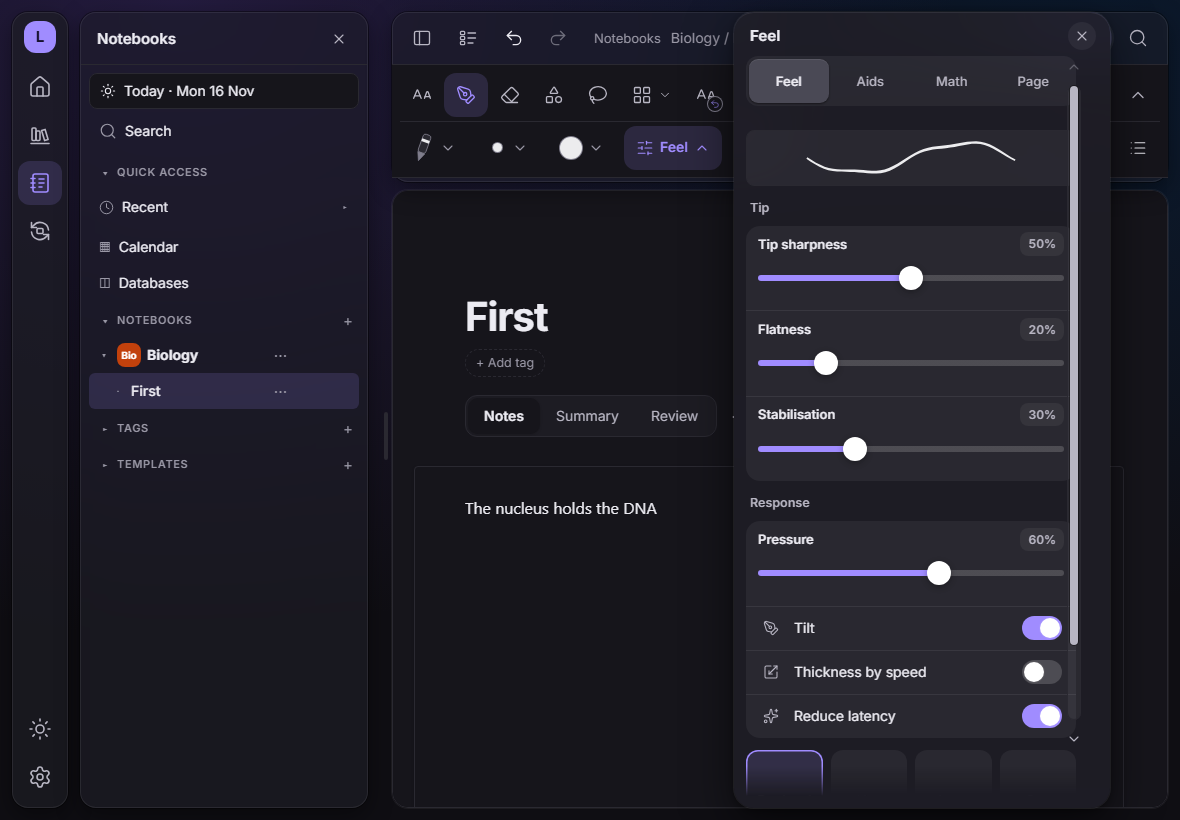 L
Notebooks
Today · Mon 16 Nov
Search
QUICK ACCESS
Recent
Calendar
Databases
NOTEBOOKS
Bio Biology
First
TAGS
TEMPLATES
Notebooks Biology /
AA
AA
Feel
First
+ Add tag
Notes Summary Review
The nucleus holds the DNA
Feel
Feel Aids Math Page
Tip
Tip sharpness 50%
Flatness 20%
Stabilisation 30%
Response
Pressure 60%
Tilt
Thickness by speed
Reduce latency